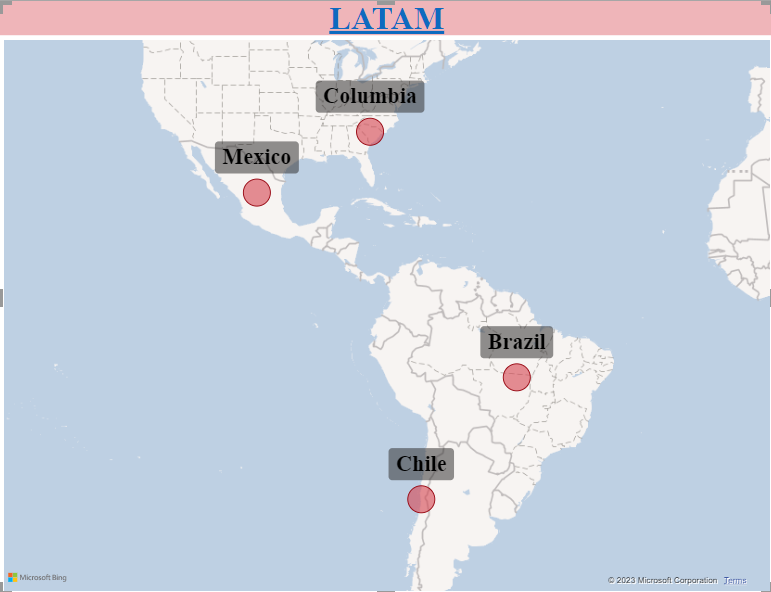 LATAM
Columbia
Mexico
Brazil
Chile
Microsoft Bing
© 2023 Microsoft Corporation Terms